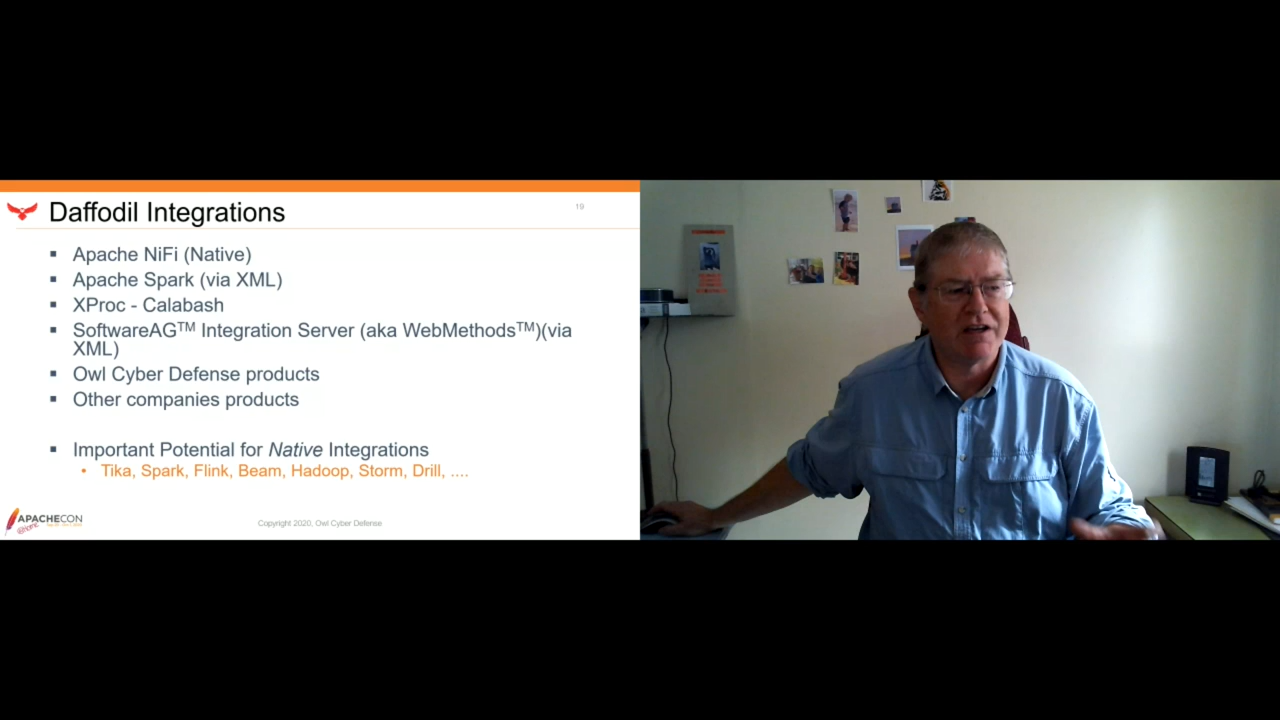 Daffodil Integrations
19
▪ Apache NiFi (Native)
▪ Apache Spark (via XML)
▪ XProc - Calabash
▪ SoftwareAG™ Integration Server (aka WebMethods™)(via
XML)
▪ Owl Cyber Defense products
▪ Other companies products
▪ Important Potential for Native Integrations
• Tika, Spark, Flink, Beam, Hadoop, Storm, Drill, ....
APACHECON
@HOME
Copyright 2020, Owl Cyber Defense